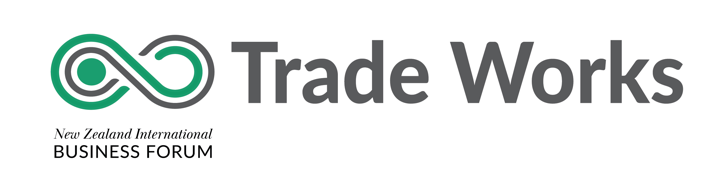 Trade Works
New Zealand International
BUSINESS FORUM